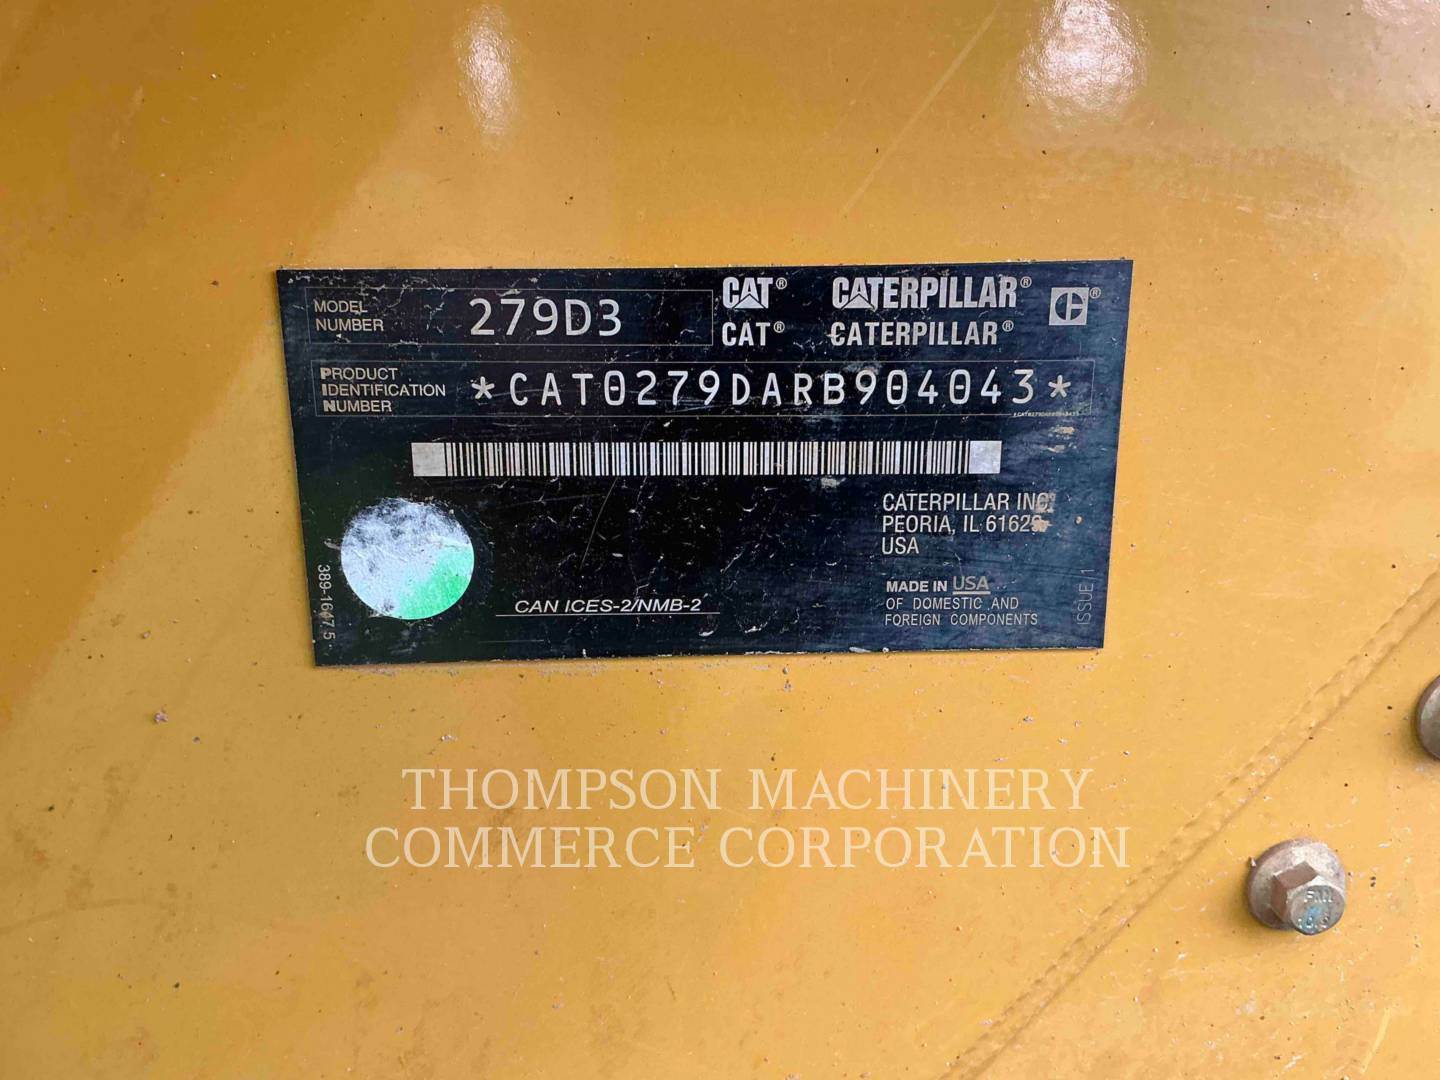 MODEL
NUMBER
279D3
CAT® CATERPILLAR®
CAT® CATERPILLAR®
PRODUCT
IDENTIFICATION
NUMBER
*CAT0279DARB904043*
CATERPILLAR INC.
PEORIA, IL 61629
USA
MADE IN USA
OF DOMESTIC AND
FOREIGN COMPONENTS
CAN ICES-2/NMB-2
ISSUE 1
THOMPSON MACHINERY
COMMERCE CORPORATION